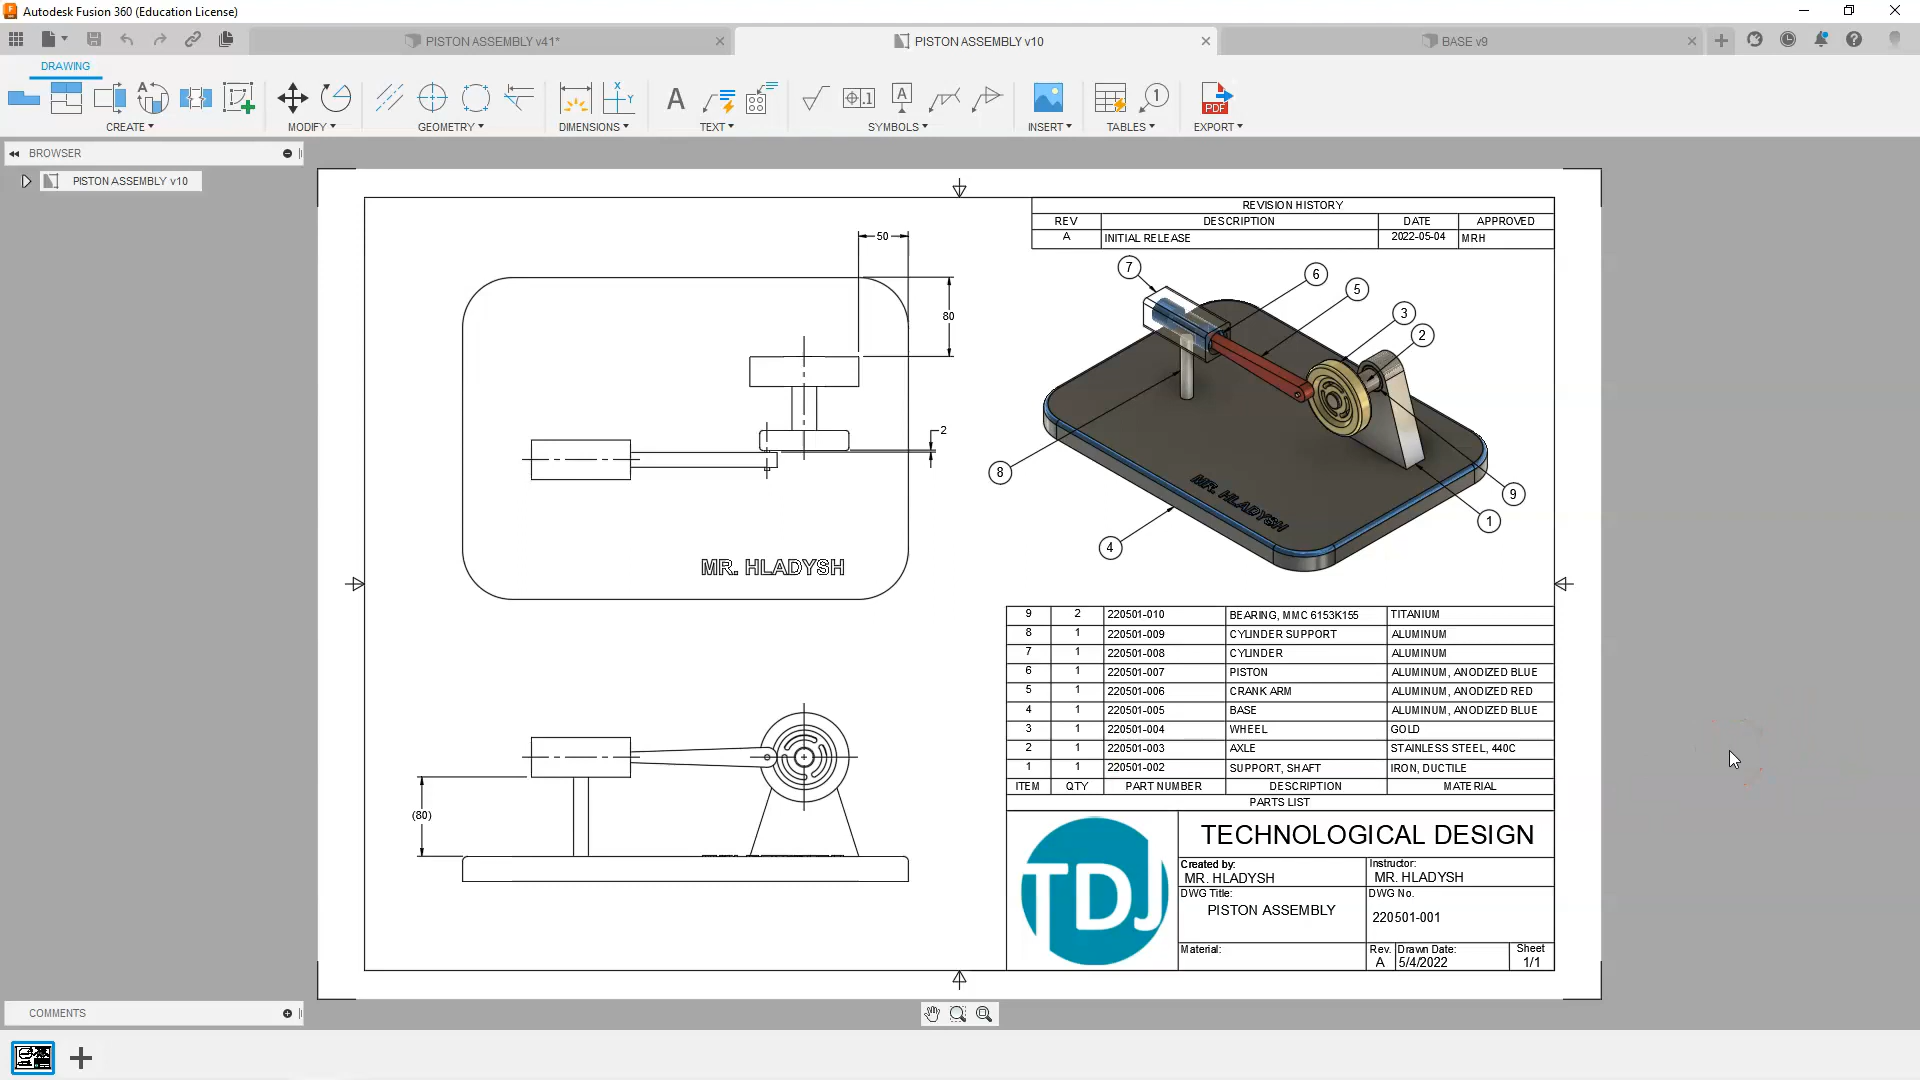 Autodesk Fusion 360 (Education License)
PISTON ASSEMBLY v41*
PISTON ASSEMBLY v10
BASE v9
DRAWING
CREATE
MODIFY
GEOMETRY
DIMENSIONS
TEXT
SYMBOLS
INSERT
TABLES
EXPORT
BROWSER
PISTON ASSEMBLY v10
REVISION HISTORY
REV DESCRIPTION DATE APPROVED
A INITIAL RELEASE 2022-05-04 MRH
50
80
2
MR. HLADYSH
(80)
7
6
5
3
2
8
9
1
4
MR. HLADYSH
9 2 220501-010 BEARING, MMC 6153K155 TITANIUM
8 1 220501-009 CYLINDER SUPPORT ALUMINUM
7 1 220501-008 CYLINDER ALUMINUM
6 1 220501-007 PISTON ALUMINUM, ANODIZED BLUE
5 1 220501-006 CRANK ARM ALUMINUM, ANODIZED RED
4 1 220501-005 BASE ALUMINUM, ANODIZED BLUE
3 1 220501-004 WHEEL GOLD
2 1 220501-003 AXLE STAINLESS STEEL, 440C
1 1 220501-002 SUPPORT, SHAFT IRON, DUCTILE
ITEM QTY PART NUMBER DESCRIPTION MATERIAL
PARTS LIST
TDJ
TECHNOLOGICAL DESIGN
Created by:
MR. HLADYSH
Instructor:
MR. HLADYSH
DWG Title:
PISTON ASSEMBLY
DWG No.
220501-001
Material:
Rev.
A
Drawn Date:
5/4/2022
Sheet
1/1
COMMENTS